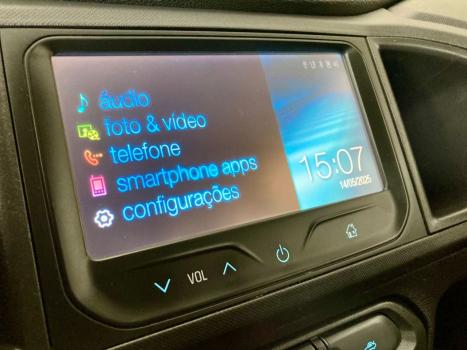 áudio
foto & vídeo
telefone
smartphone apps
configurações
15:07
14/05/2025
VOL